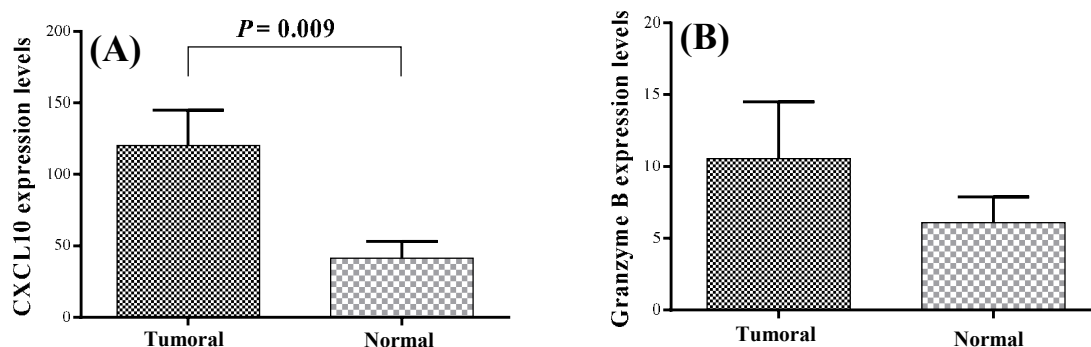 (A)
P = 0.009
CXCL10 expression levels
200
150
100
50
0
Tumoral
Normal
(B)
Granzyme B expression levels
20
15
10
5
0
Tumoral
Normal